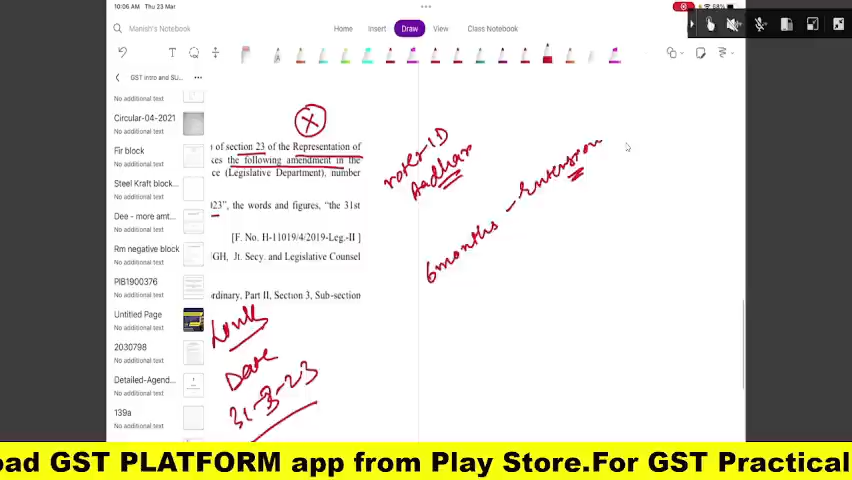 10:06 AM Thu 23 Mar
68%
Manish's Notebook
Home
Insert
Draw
View
Class Notebook
GST intro and SU...
No additional text
Circular-04-2021
No additional text
Fir block
No additional text
Steel Kraft block
No additional text
Dee - more amt...
No additional text
Rm negative block
No additional text
PIB1900376
No additional text
Untitled Page
No additional text
2030798
No additional text
Detailed-Agend...
No additional text
139a
No additional text
X
n of section 23 of the Representation of
kes the following amendment in the
ce (Legislative Department), number
023", the words and figures, "the 31st
[F. No. H-11019/4/2019-Leg.-II ]
GH, Jt. Secy. and Legislative Counsel
ordinary, Part II, Section 3, Sub-section
Voter ID
Aadhar
6 months - Extension
Link
Date
31-3-23
oad GST PLATFORM app from Play Store.For GST Practical